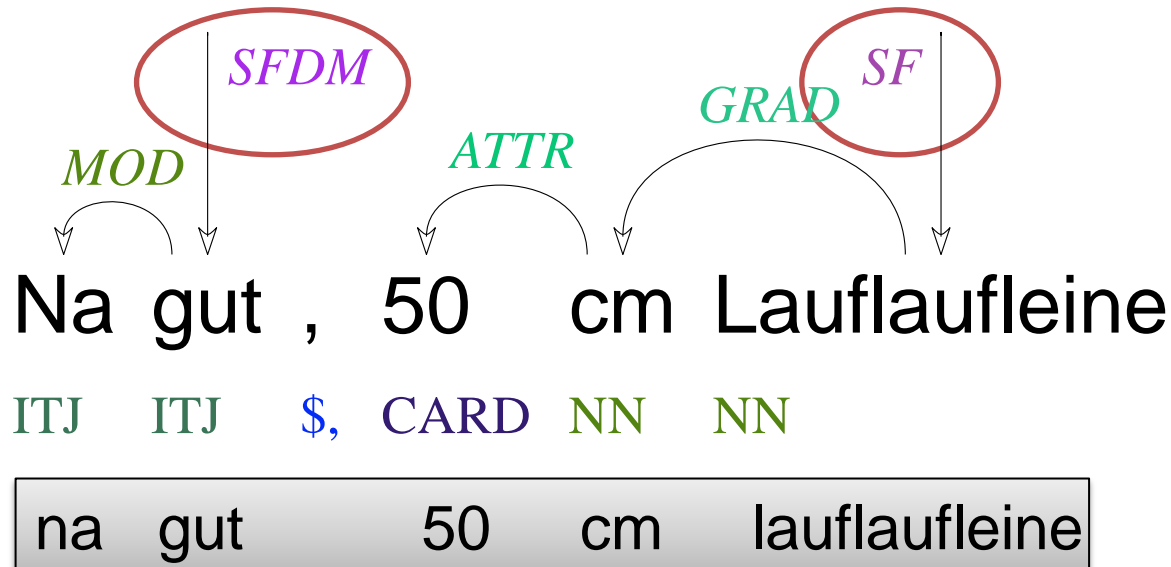 SFDM SF
GRAD
MOD ATTR
Na gut , 50 cm Lauflaufleine
ITJ ITJ $, CARD NN NN
na gut 50 cm lauflaufleine